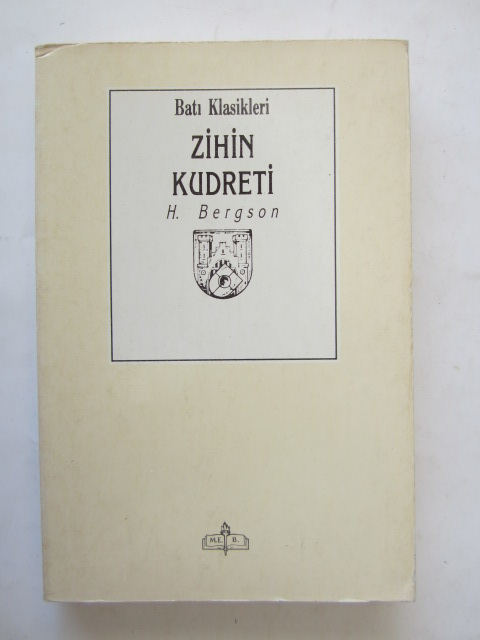 Batı Klasikleri
ZİHİN
KUDRETİ
H. Bergson
M.E. B.